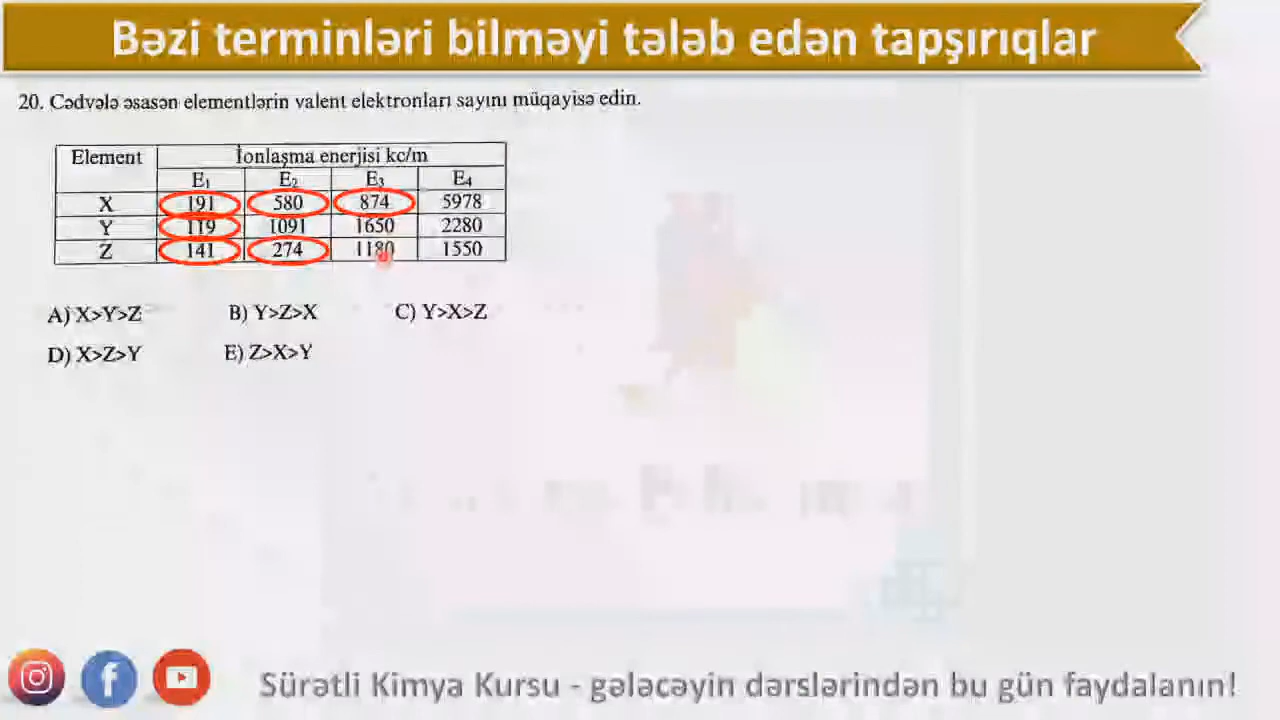 Bəzi terminləri bilməyi tələb edən tapşırıqlar
20. Cədvələ əsasən elementlərin valent elektronları sayını müqayisə edin.
Element İonlaşma enerjisi kc/m
E₁ E₂ E₃ E₄
X 191 580 874 5978
Y 119 1091 1650 2280
Z 141 274 1180 1550
A) X>Y>Z B) Y>Z>X C) Y>X>Z
D) X>Z>Y E) Z>X>Y
Sürətli Kimya Kursu - gələcəyin dərslərindən bu gün faydalanın!